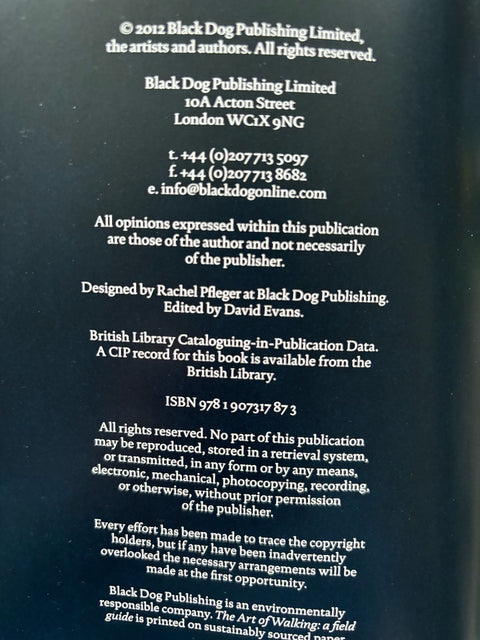 © 2012 Black Dog Publishing Limited,
the artists and authors. All rights reserved.
Black Dog Publishing Limited
10A Acton Street
London WC1X 9NG
t. +44 (0)207 713 5097
f. +44 (0)207 713 8682
e. info@blackdogonline.com
All opinions expressed within this publication
are those of the author and not necessarily
of the publisher.
Designed by Rachel Pfleger at Black Dog Publishing.
Edited by David Evans.
British Library Cataloguing-in-Publication Data.
A CIP record for this book is available from the
British Library.
ISBN 978 1 907317 87 3
All rights reserved. No part of this publication
may be reproduced, stored in a retrieval system,
or transmitted, in any form or by any means,
electronic, mechanical, photocopying, recording,
or otherwise, without prior permission
of the publisher.
Every effort has been made to trace the copyright
holders, but if any have been inadvertently
overlooked the necessary arrangements will be
made at the first opportunity.
Black Dog Publishing is an environmentally
responsible company. The Art of Walking: a field
guide is printed on sustainably sourced paper